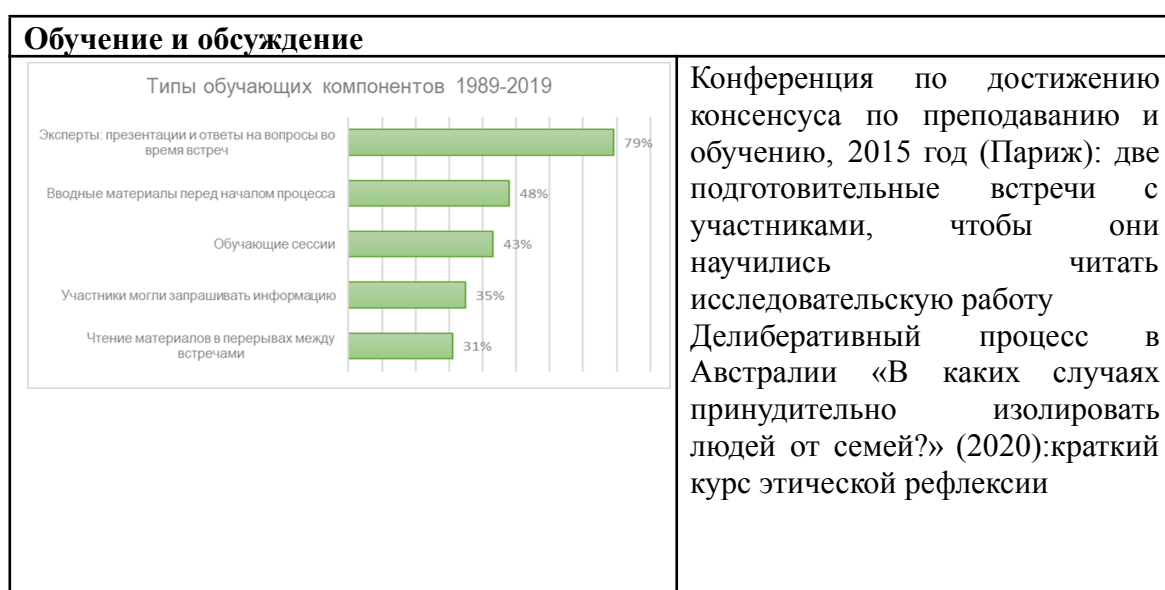 Обучение и обсуждение
Типы обучающих компонентов 1989-2019
Эксперты: презентации и ответы на вопросы во
время встреч
79%
Вводные материалы перед началом процесса
48%
Обучающие сессии
43%
Участники могли запрашивать информацию
35%
Чтение материалов в перерывах между
встречами
31%
Конференция по достижению
консенсуса по преподаванию и
обучению, 2015 год (Париж): две
подготовительные встречи с
участниками, чтобы они
научились читать
исследовательскую работу
Делиберативный процесс в
Австралии «В каких случаях
принудительно изолировать
людей от семей?» (2020):краткий
курс этической рефлексии